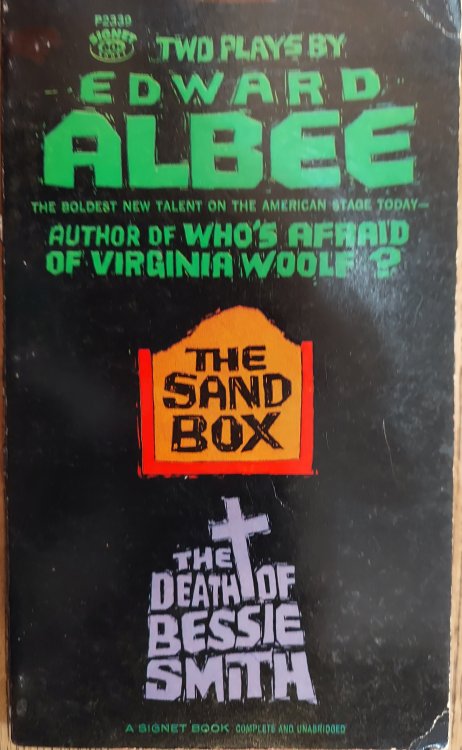 P2339
SIGNET
TWO PLAYS BY
EDWARD
ALBEE
THE BOLDEST NEW TALENT ON THE AMERICAN STAGE TODAY—
AUTHOR OF WHO'S AFRAID
OF VIRGINIA WOOLF?
THE
SAND
BOX
THE
DEATH OF
BESSIE
SMITH
A SIGNET BOOK COMPLETE AND UNABRIDGED